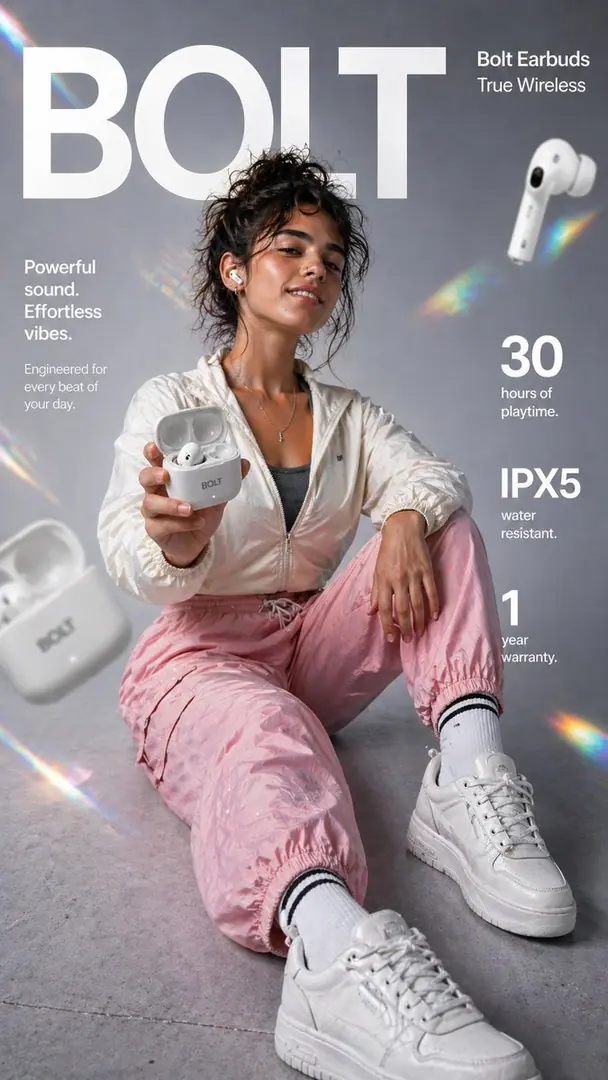 BOLT
Bolt Earbuds
True Wireless
Powerful
sound.
Effortless
vibes.
Engineered for
every beat of
your day.
30
hours of
playtime.
IPX5
water
resistant.
1
year
warranty.
BOLT
BOLT